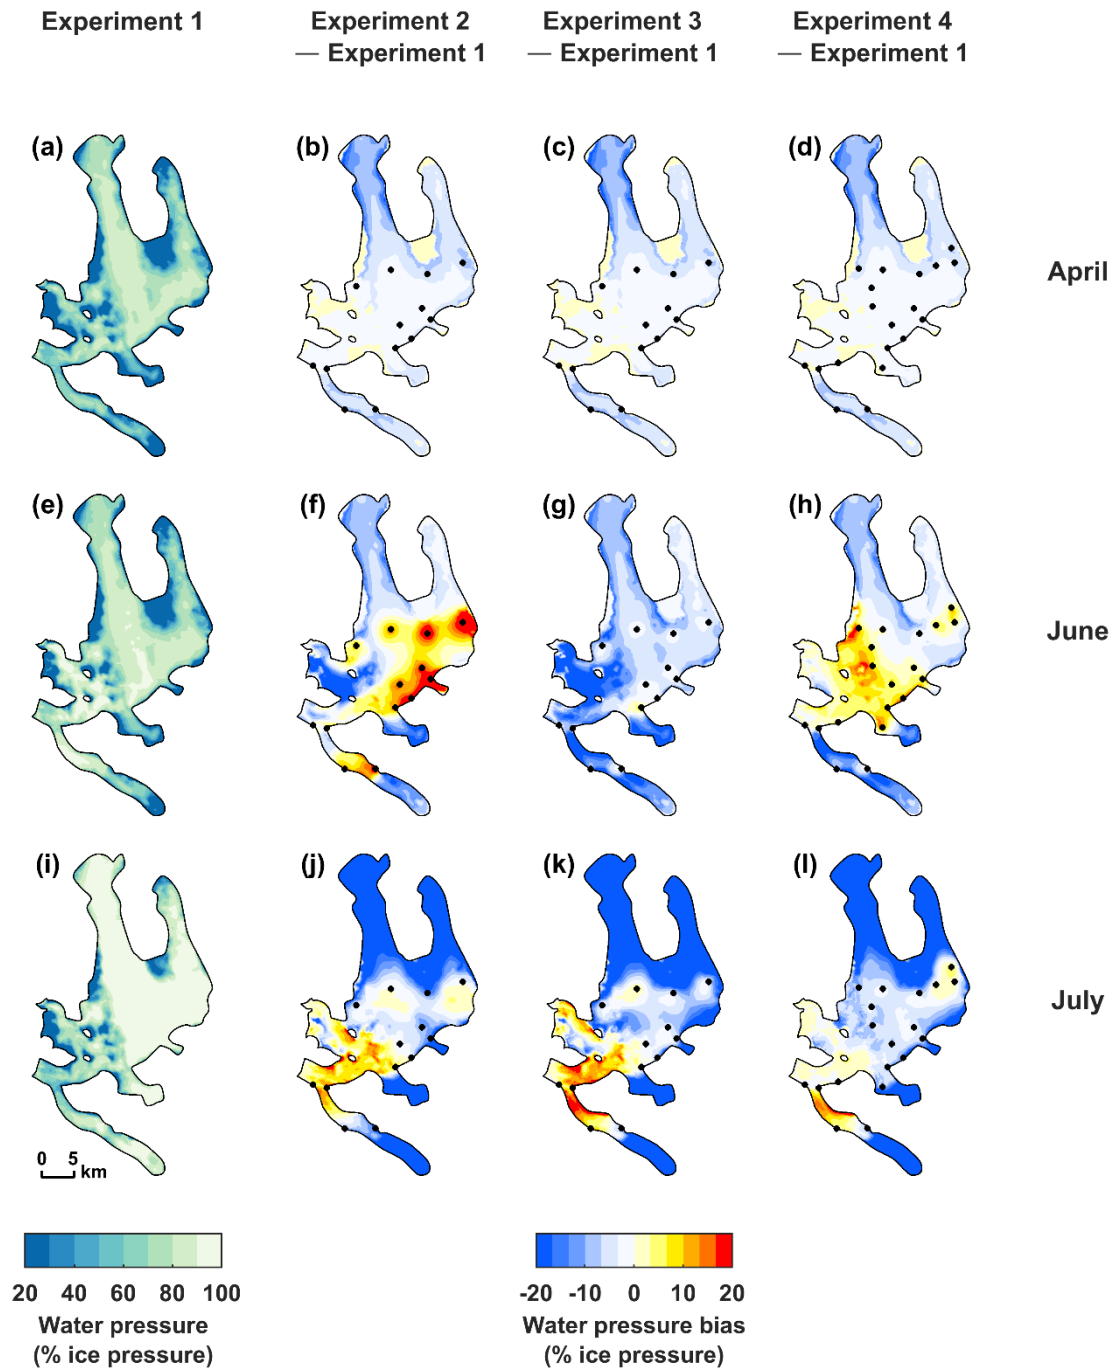 Experiment 1
Experiment 2
— Experiment 1
Experiment 3
— Experiment 1
Experiment 4
— Experiment 1
(a)
(b)
(c)
(d)
April
(e)
(f)
(g)
(h)
June
(i)
(j)
(k)
(l)
July
0 5
km
20 40 60 80 100
Water pressure
(% ice pressure)
-20 -10 0 10 20
Water pressure bias
(% ice pressure)